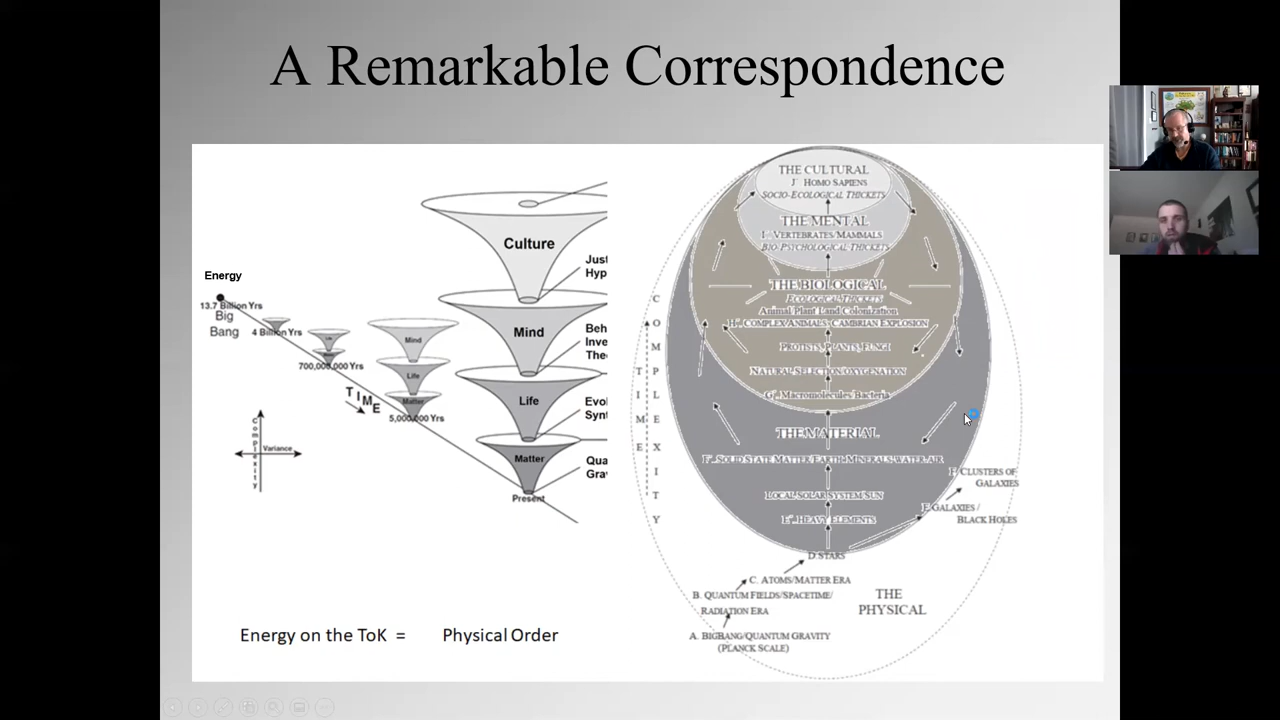 A Remarkable Correspondence
Energy
13.7 Billion Yrs
Big
Bang
4 Billion Yrs
Life
700,000,000 Yrs
Mind
Life
Matter
5,000,000 Yrs
TIME
Complexity
Variance
Culture
Mind
Life
Matter
Present
Just
Hyp
Beh
Inve
The
Evol
Synt
Qua
Grav
Energy on the ToK = Physical Order
TIME
COMPLEXITY
THE CULTURAL
HOMO SAPIENS
SOCIO-ECOLOGICAL THICKETS
THE MENTAL
VERTEBRATES/MAMMALS
BIO-PSYCHOLOGICAL THICKETS
THE BIOLOGICAL
ECOLOGICAL THICKETS
Animal/Plant Land Colonization
COMPLEX/ANIMALS/CAMBRIAN EXPLOSION
PROTISTS, PLANTS, FUNGI
NATURAL SELECTION/OXYGENATION
Macromolecules/Bacteria
THE MATERIAL
SOLID STATE MATTER/EARTH-MINERALS/WATER/AIR
LOCAL SOLAR SYSTEM/SUN
HEAVY ELEMENTS
CLUSTERS OF
GALAXIES
E GALAXIES /
BLACK HOLES
D STARS
C. ATOMS/MATTER ERA
B. QUANTUM FIELDS/SPACETIME/
RADIATION ERA
A. BIGBANG/QUANTUM GRAVITY
(PLANCK SCALE)
THE
PHYSICAL